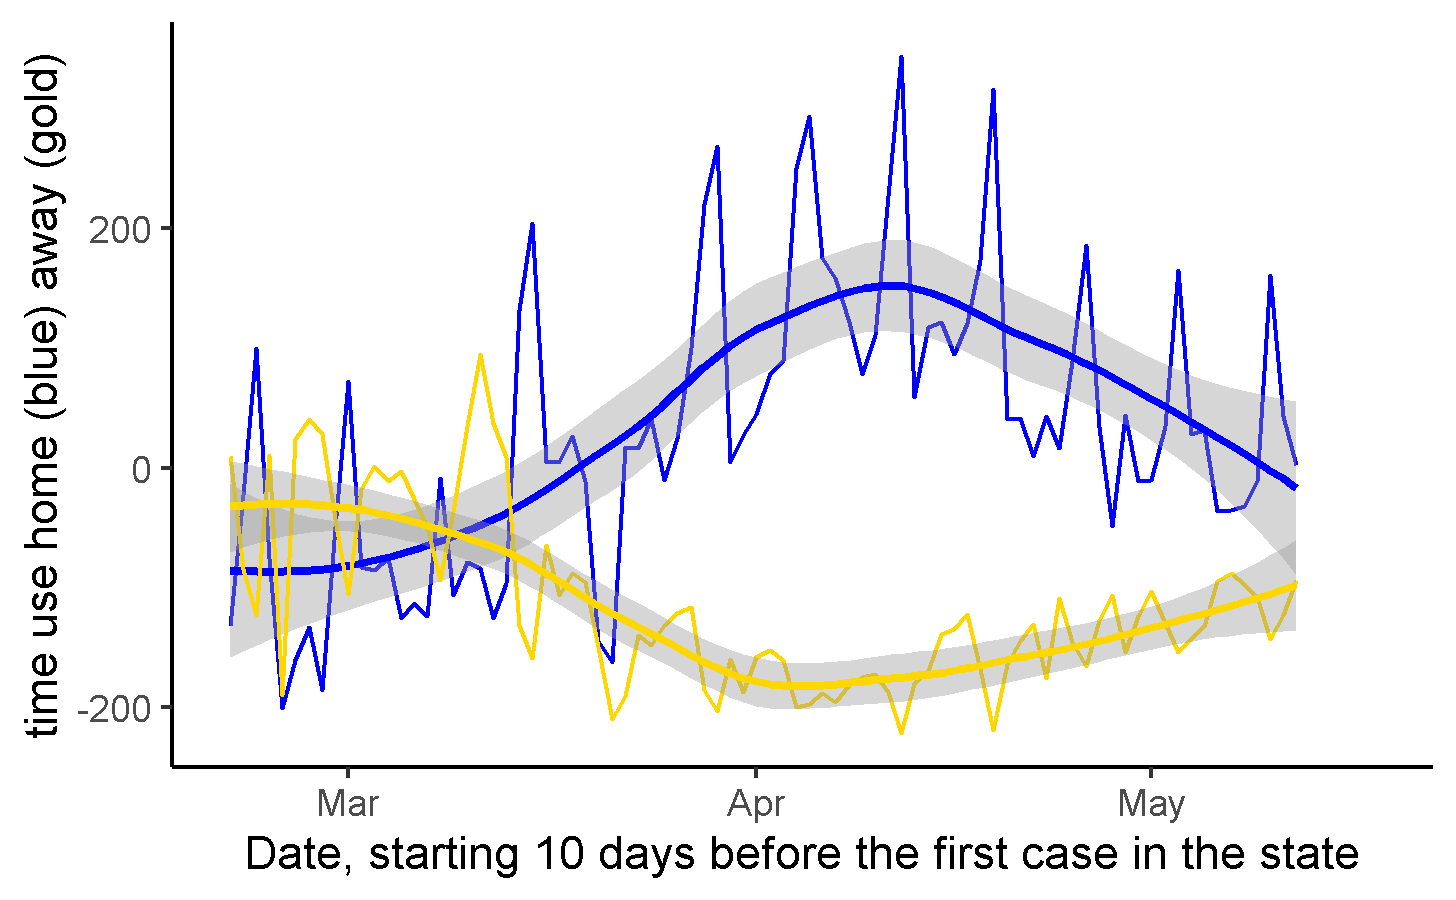 time use home (blue) away (gold)
200
0
-200
Mar
Apr
May
Date, starting 10 days before the first case in the state